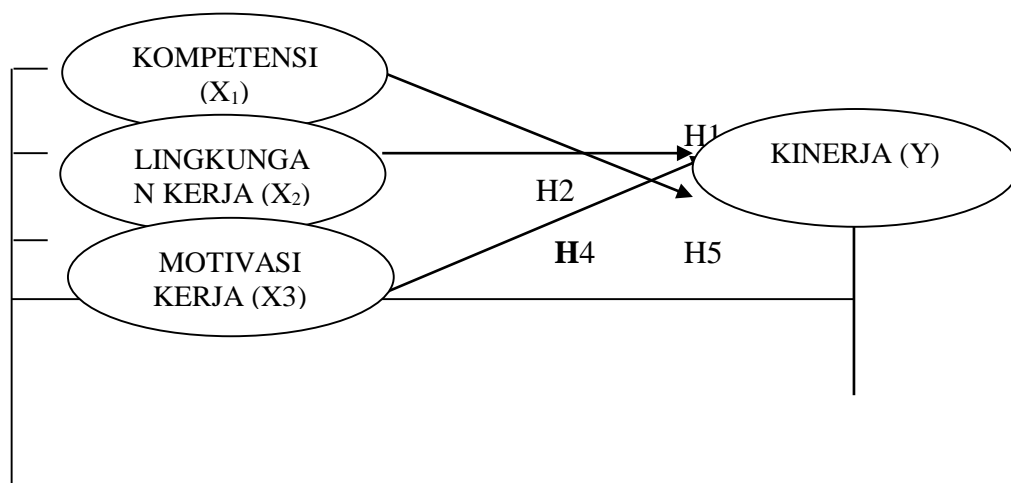 KOMPETENSI
(X₁)
H1
KINERJA (Y)
LINGKUNGA
N KERJA (X₂)
H2
H4
H5
MOTIVASI
KERJA (X3)